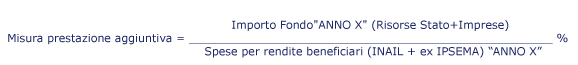 Importo Fondo"ANNO X" (Risorse Stato+Imprese)
Misura prestazione aggiuntiva = %
Spese per rendite beneficiari (INAIL + ex IPSEMA) “ANNO X”